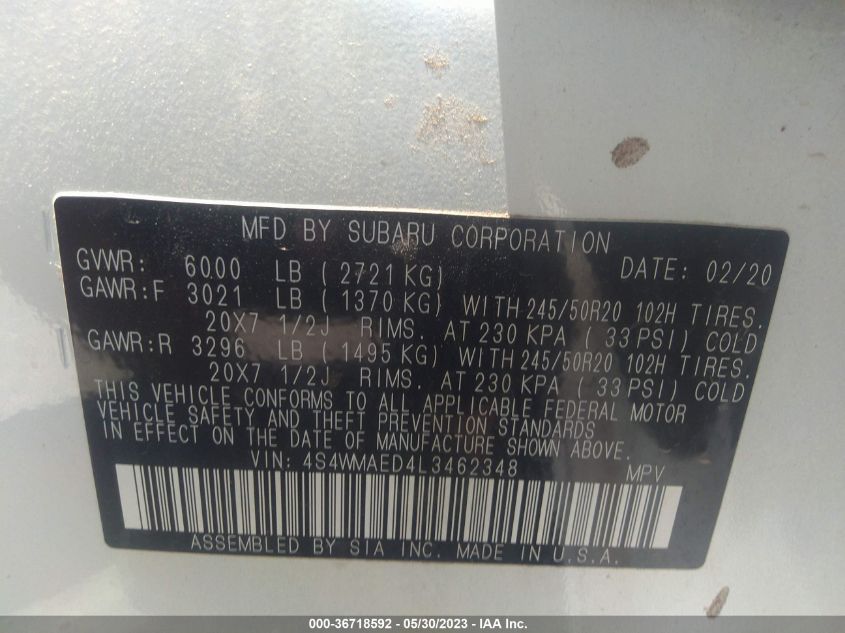 MFD BY SUBARU CORPORATION
GVWR: 6000 LB ( 2721 KG) DATE: 02/20
GAWR:F 3021 LB ( 1370 KG) WITH 245/50R20 102H TIRES.
20X7 1/2J RIMS. AT 230 KPA ( 33 PSI) COLD
GAWR:R 3296 LB ( 1495 KG) WITH 245/50R20 102H TIRES.
20X7 1/2J RIMS. AT 230 KPA ( 33 PSI) COLD
THIS VEHICLE CONFORMS TO ALL APPLICABLE FEDERAL MOTOR
VEHICLE SAFETY AND THEFT PREVENTION STANDARDS
IN EFFECT ON THE DATE OF MANUFACTURE SHOWN ABOVE.
VIN: 4S4WMAED4L3462348 MPV
ASSEMBLED BY SIA INC. MADE IN U.S.A.
000-36718592 - 05/30/2023 - IAA Inc.